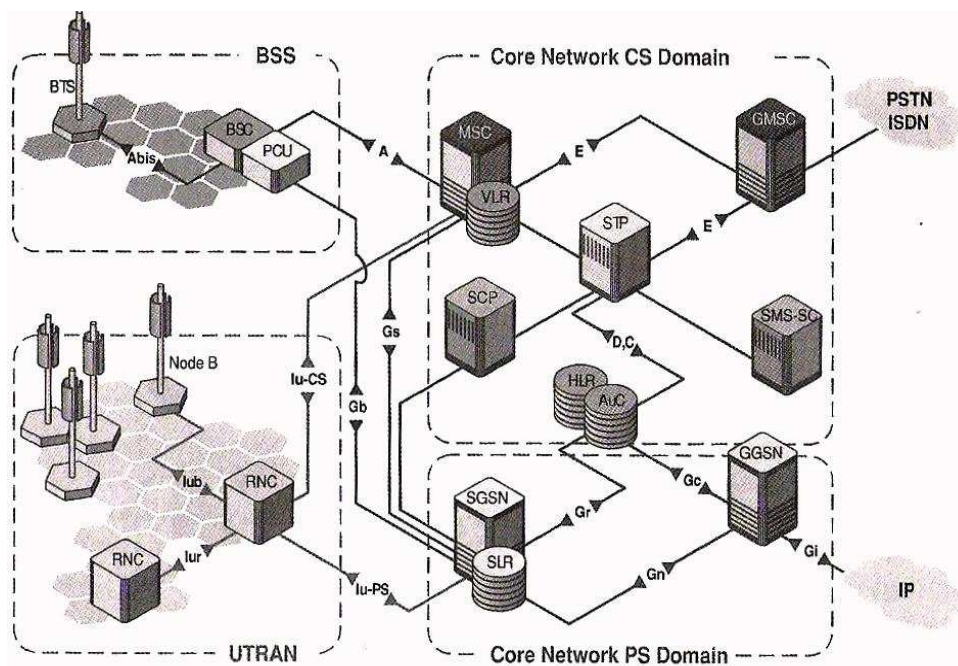 BSS
Core Network CS Domain
BTS
BSC
PCU
Abis
A
MSC
VLR
E
GMSC
PSTN
ISDN
STP
E
SCP
SMS-SC
Gs
D,C
Node B
Iu-CS
Gb
HLR
AuC
GGSN
Iub
RNC
SGSN
Gr
Gc
Gi
RNC
Iur
Iu-PS
SLR
Gn
IP
UTRAN
Core Network PS Domain